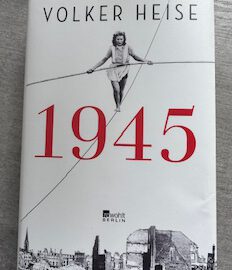 VOLKER HEISE
1945
rowohlt
BERLIN